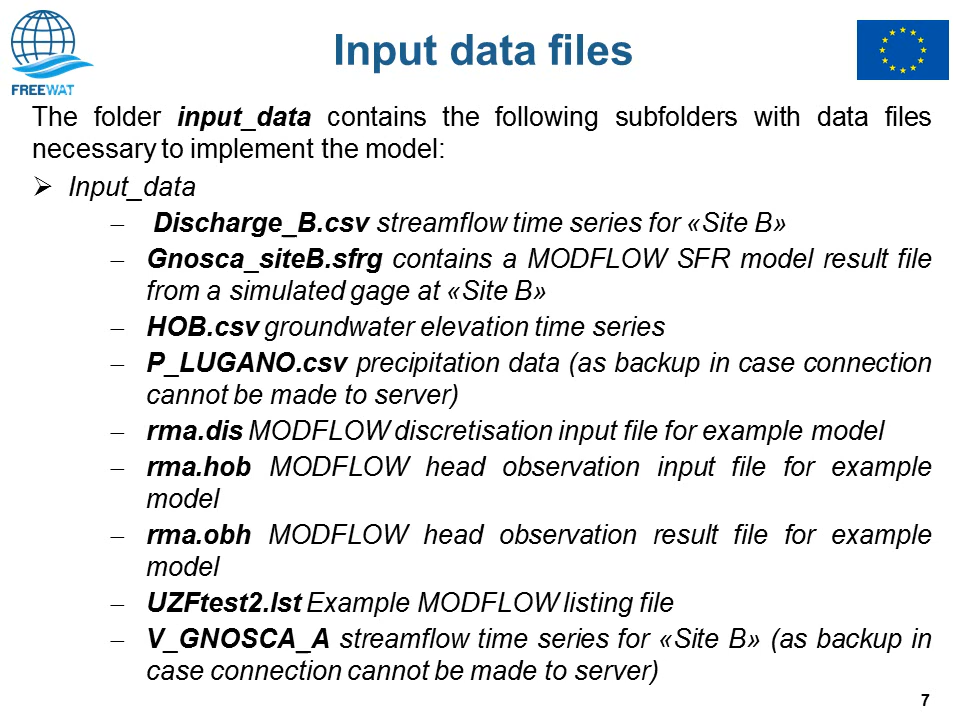 Input data files
FREEWAT
The folder input_data contains the following subfolders with data files
necessary to implement the model:
➢ Input_data
– Discharge_B.csv streamflow time series for «Site B»
– Gnosca_siteB.sfrg contains a MODFLOW SFR model result file
from a simulated gage at «Site B»
– HOB.csv groundwater elevation time series
– P_LUGANO.csv precipitation data (as backup in case connection
cannot be made to server)
– rma.dis MODFLOW discretisation input file for example model
– rma.hob MODFLOW head observation input file for example
model
– rma.obh MODFLOW head observation result file for example
model
– UZFtest2.lst Example MODFLOW listing file
– V_GNOSCA_A streamflow time series for «Site B» (as backup in
case connection cannot be made to server)
7